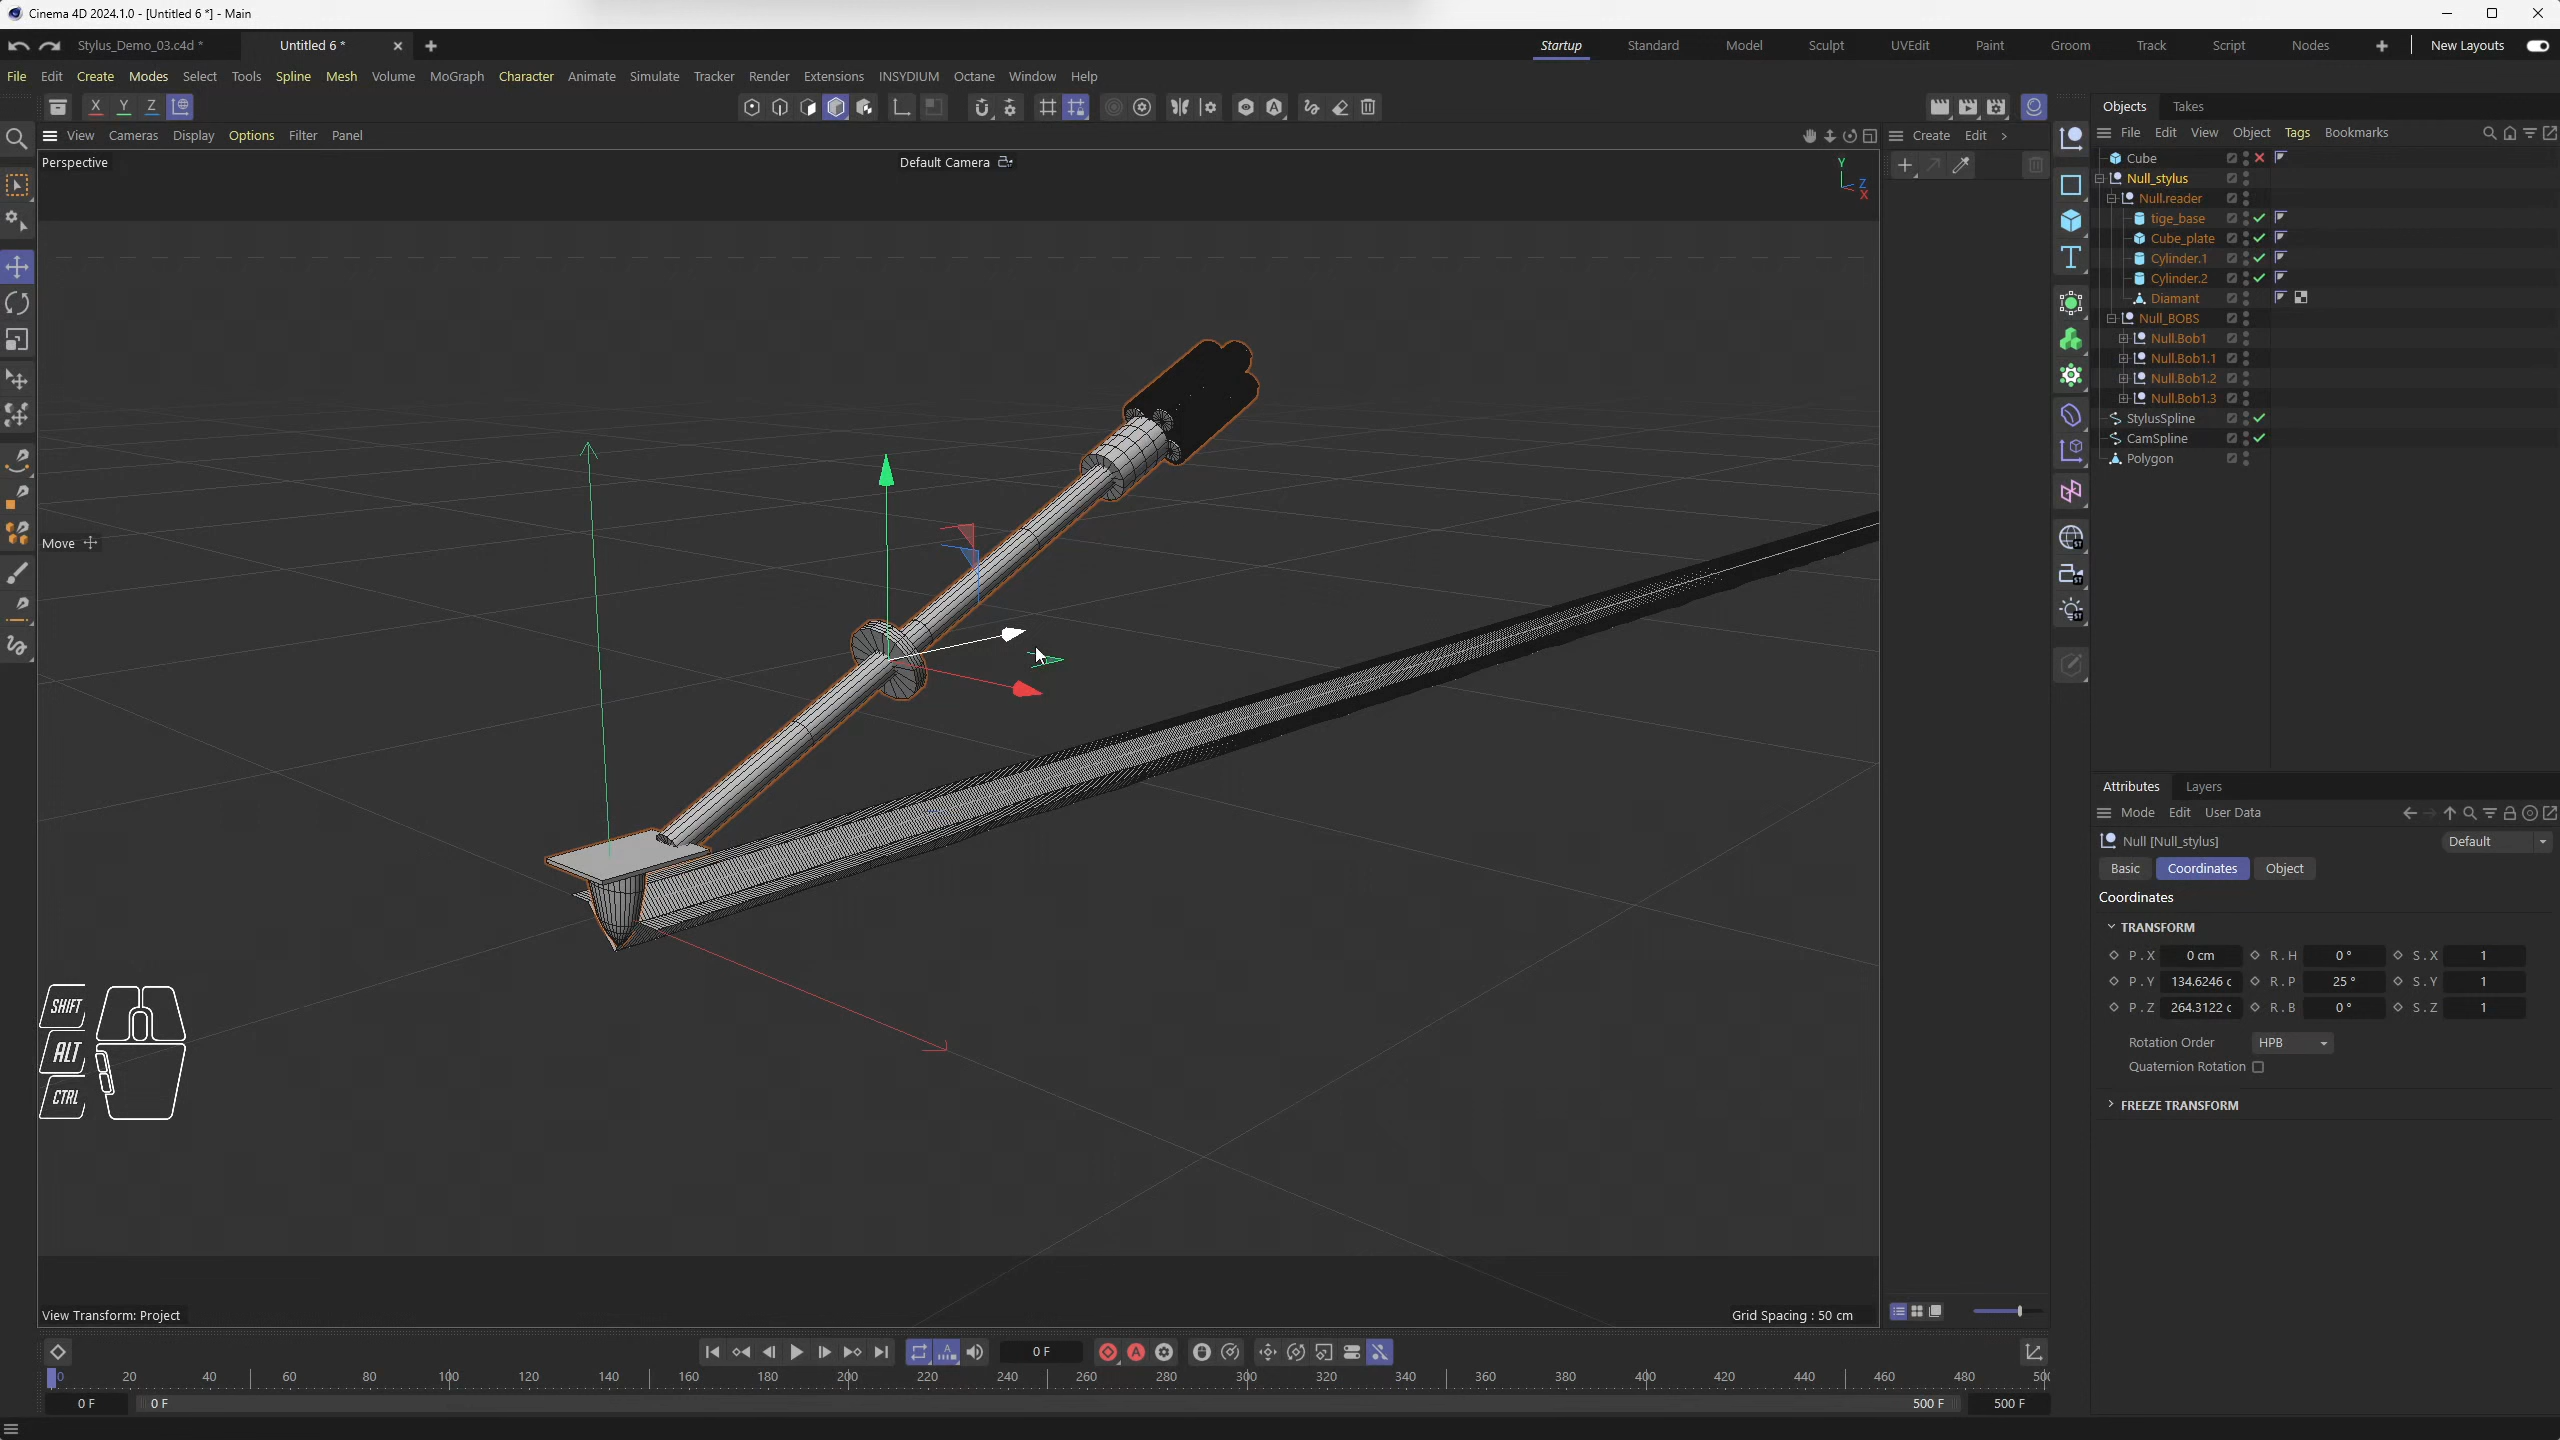 Cinema 4D 2024.1.0 - [Untitled 6 *] - Main
Stylus_Demo_03.c4d *
Untitled 6 *
Startup
Standard
Model
Sculpt
UVEdit
Paint
Groom
Track
Script
Nodes
New Layouts
File Edit Create Modes Select Tools Spline Mesh Volume MoGraph Character Animate Simulate Tracker Render Extensions INSYDIUM Octane Window Help
X Y Z
View Cameras Display Options Filter Panel
Create Edit
Objects Takes
File Edit View Object Tags Bookmarks
Perspective
Default Camera
Y
Z
X
Move
Cube
Null_stylus
Null.reader
tige_base
Cube_plate
Cylinder.1
Cylinder.2
Diamant
Null_BOBS
Null.Bob1
Null.Bob1.1
Null.Bob1.2
Null.Bob1.3
StylusSpline
CamSpline
Polygon
SHIFT
ALT
CTRL
View Transform: Project
Grid Spacing : 50 cm
Attributes Layers
Mode Edit User Data
Null [Null_stylus]
Default
Basic Coordinates Object
Coordinates
TRANSFORM
P . X 0 cm R . H 0 ° S . X 1
P . Y 134.6246 c R . P 25 ° S . Y 1
P . Z 264.3122 c R . B 0 ° S . Z 1
Rotation Order HPB
Quaternion Rotation
FREEZE TRANSFORM
0 F
0 20 40 60 80 100 120 140 160 180 200 220 240 260 280 300 320 340 360 380 400 420 440 460 480 500
0 F 0 F 500 F 500 F